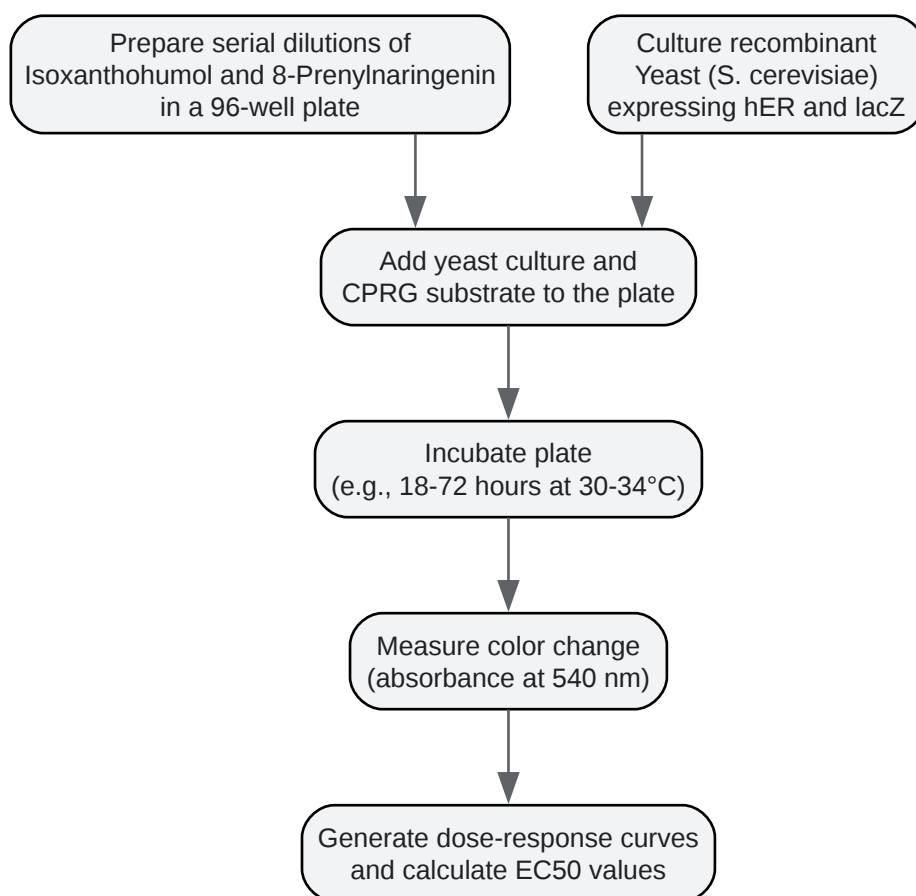 Prepare serial dilutions of
Isoxanthohumol and 8-Prenylnaringenin
in a 96-well plate
Culture recombinant
Yeast (S. cerevisiae)
expressing hER and lacZ
Add yeast culture and
CPRG substrate to the plate
Incubate plate
(e.g., 18-72 hours at 30-34°C)
Measure color change
(absorbance at 540 nm)
Generate dose-response curves
and calculate EC50 values